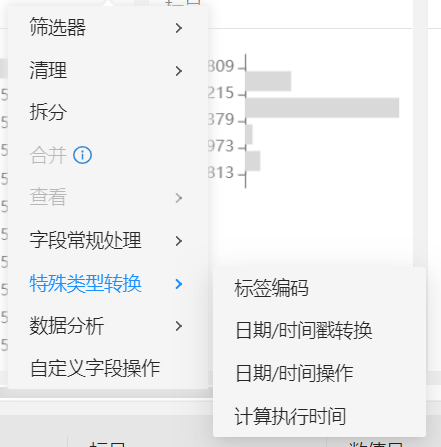 筛选器
清理
809
215
拆分
379
合并
973
813
查看
字段常规处理
特殊类型转换
标签编码
数据分析
日期/时间戳转换
自定义字段操作
日期/时间操作
计算执行时间